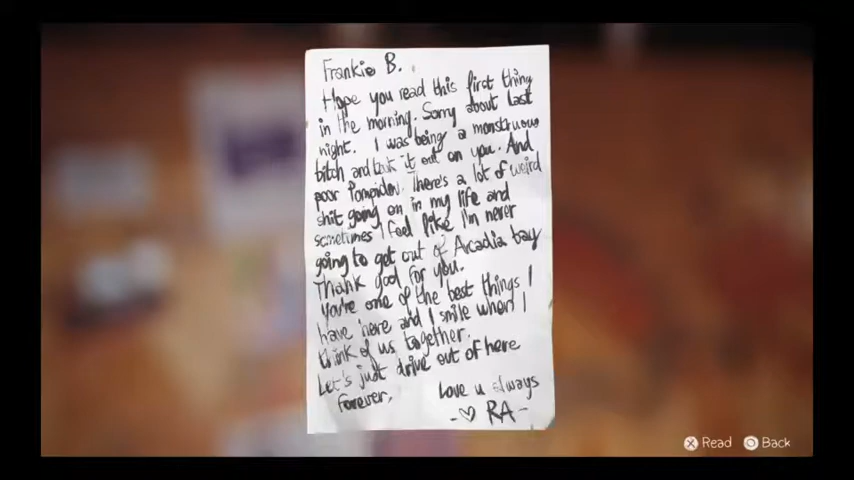 Frankie B.
Hope you read this first thing
in the morning. Sorry about last
night. I was being a monstruous
bitch and took it out on you. And
poor Pompidou. There's a lot of weird
shit going on in my life and
sometimes I feel like I'm never
going to get out of Arcadia bay
Thank god for you.
You're one of the best things I
have here and I smile when I
think of us together.
Let's just drive out of here
forever.
Love u always
-♡ RA-
Read Back